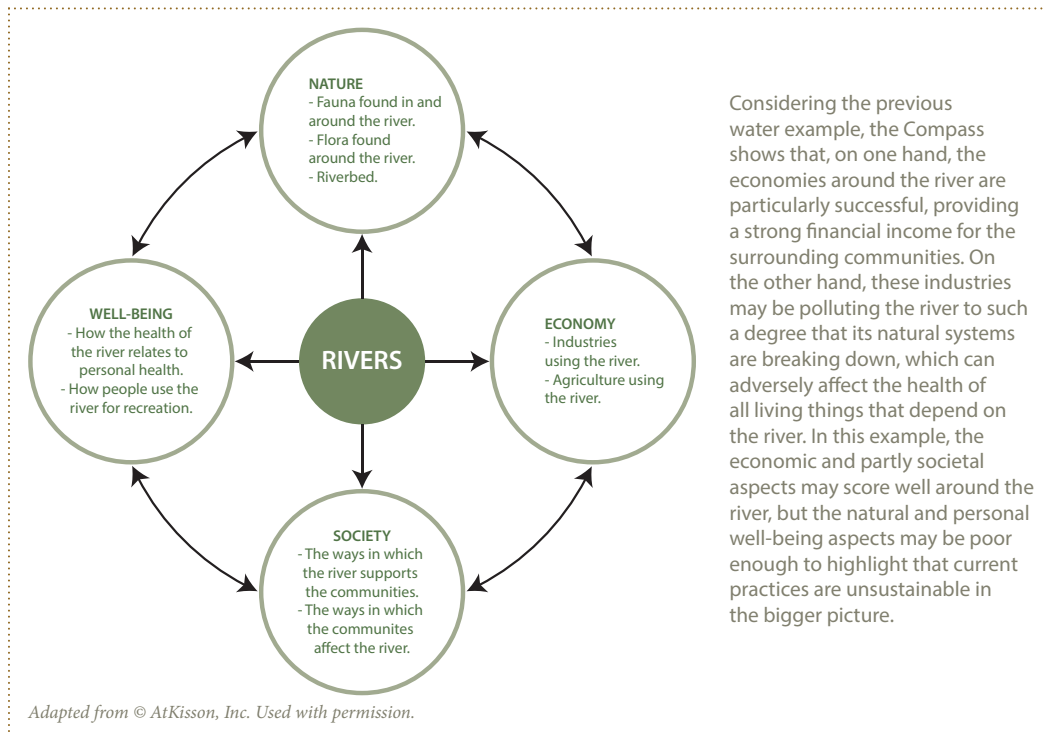 NATURE
- Fauna found in and
around the river.
- Flora found
around the river.
- Riverbed.
WELL-BEING
- How the health of
the river relates to
personal health.
- How people use the
river for recreation.
RIVERS
ECONOMY
- Industries
using the river.
- Agriculture using
the river.
SOCIETY
- The ways in which
the river supports
the communities.
- The ways in which
the communites
affect the river.
Considering the previous
water example, the Compass
shows that, on one hand, the
economies around the river are
particularly successful, providing
a strong financial income for the
surrounding communities. On
the other hand, these industries
may be polluting the river to such
a degree that its natural systems
are breaking down, which can
adversely affect the health of
all living things that depend on
the river. In this example, the
economic and partly societal
aspects may score well around the
river, but the natural and personal
well-being aspects may be poor
enough to highlight that current
practices are unsustainable in
the bigger picture.
Adapted from © AtKisson, Inc. Used with permission.